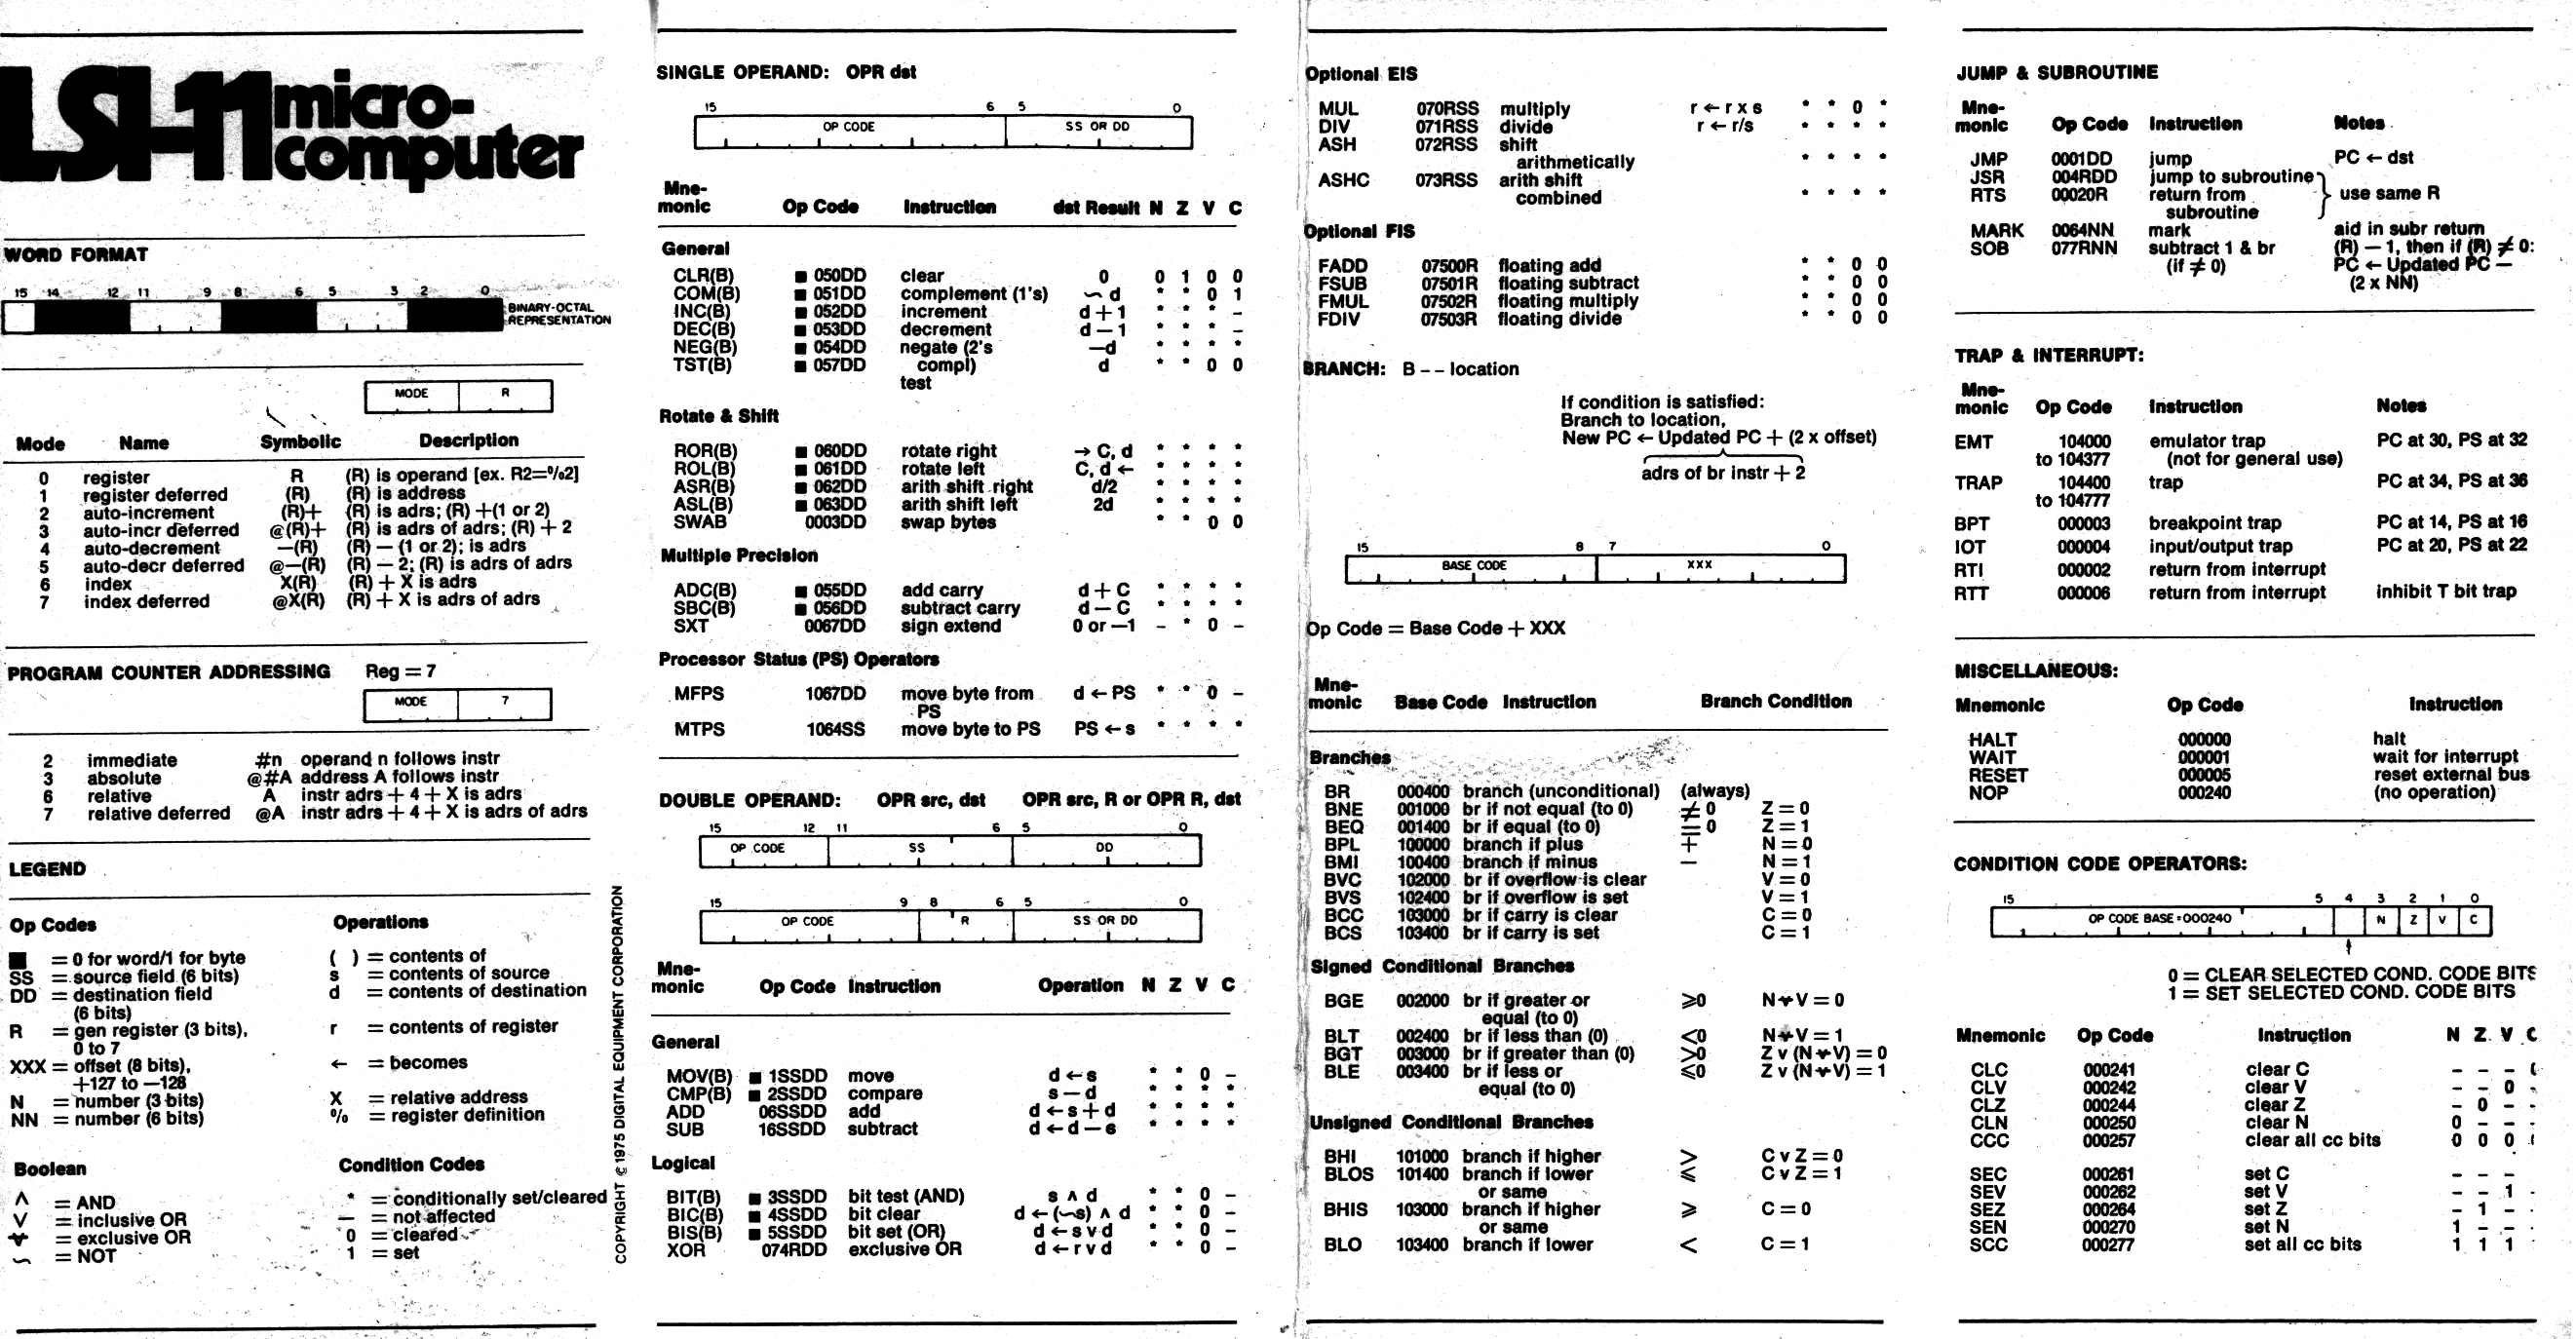 LSI-11 micro-
computer
WORD FORMAT
15 14 12 11 9 8 6 5 3 2 0
BINARY-OCTAL
REPRESENTATION
MODE R
Mode Name Symbolic Description
0 register R (R) is operand [ex. R2=%2]
1 register deferred (R) (R) is address
2 auto-increment (R)+ (R) is adrs; (R) +(1 or 2)
3 auto-incr deferred @(R)+ (R) is adrs of adrs; (R) + 2
4 auto-decrement —(R) (R) — (1 or 2); is adrs
5 auto-decr deferred @—(R) (R) — 2; (R) is adrs of adrs
6 index X(R) (R) + X is adrs
7 index deferred @X(R) (R) + X is adrs of adrs
PROGRAM COUNTER ADDRESSING Reg = 7
MODE 7
2 immediate #n operand n follows instr
3 absolute @#A address A follows instr
6 relative A instr adrs + 4 + X is adrs
7 relative deferred @A instr adrs + 4 + X is adrs of adrs
LEGEND
Op Codes
■ = 0 for word/1 for byte
SS = source field (6 bits)
DD = destination field
(6 bits)
R = gen register (3 bits),
0 to 7
XXX = offset (8 bits),
+127 to —128
N = number (3 bits)
NN = number (6 bits)
Operations
( ) = contents of
s = contents of source
d = contents of destination
r = contents of register
← = becomes
X = relative address
% = register definition
Boolean
∧ = AND
∨ = inclusive OR
⊻ = exclusive OR
∽ = NOT
Condition Codes
* = conditionally set/cleared
— = not affected
0 = cleared
1 = set
COPYRIGHT © 1975 DIGITAL EQUIPMENT CORPORATION
SINGLE OPERAND: OPR dst
15 6 5 0
OP CODE SS OR DD
Mne-
monic Op Code Instruction dst Result N Z V C
General
CLR(B) ■ 050DD clear 0 0 1 0 0
COM(B) ■ 051DD complement (1's) ∽ d * * 0 1
INC(B) ■ 052DD increment d + 1 * * * –
DEC(B) ■ 053DD decrement d — 1 * * * –
NEG(B) ■ 054DD negate (2's —d * * * *
TST(B) ■ 057DD compl) d * * 0 0
test
Rotate & Shift
ROR(B) ■ 060DD rotate right → C, d * * * *
ROL(B) ■ 061DD rotate left C, d ← * * * *
ASR(B) ■ 062DD arith shift right d/2 * * * *
ASL(B) ■ 063DD arith shift left 2d * * * *
SWAB 0003DD swap bytes * * 0 0
Multiple Precision
ADC(B) ■ 055DD add carry d + C * * * *
SBC(B) ■ 056DD subtract carry d — C * * * *
SXT 0067DD sign extend 0 or —1 – * 0 –
Processor Status (PS) Operators
MFPS 1067DD move byte from d ← PS * * 0 –
PS
MTPS 1064SS move byte to PS PS ← s * * * *
DOUBLE OPERAND: OPR src, dst OPR src, R or OPR R, dst
15 12 11 6 5 0
OP CODE SS DD
15 9 8 6 5 0
OP CODE R SS OR DD
Mne-
monic Op Code Instruction Operation N Z V C
General
MOV(B) ■ 1SSDD move d ← s * * 0 –
CMP(B) ■ 2SSDD compare s — d * * * *
ADD 06SSDD add d ← s + d * * * *
SUB 16SSDD subtract d ← d — s * * * *
Logical
BIT(B) ■ 3SSDD bit test (AND) s ∧ d * * 0 –
BIC(B) ■ 4SSDD bit clear d ← (∽s) ∧ d * * 0 –
BIS(B) ■ 5SSDD bit set (OR) d ← s v d * * 0 –
XOR 074RDD exclusive OR d ← r v d * * 0 –
Optional EIS
MUL 070RSS multiply r ← r x s * * 0 *
DIV 071RSS divide r ← r/s * * * *
ASH 072RSS shift
arithmetically * * * *
ASHC 073RSS arith shift
combined * * * *
Optional FIS
FADD 07500R floating add * * 0 0
FSUB 07501R floating subtract * * 0 0
FMUL 07502R floating multiply * * 0 0
FDIV 07503R floating divide * * 0 0
BRANCH: B – – location
If condition is satisfied:
Branch to location,
New PC ← Updated PC + (2 x offset)
adrs of br instr + 2
15 8 7 0
BASE CODE XXX
Op Code = Base Code + XXX
Mne-
monic Base Code Instruction Branch Condition
Branches
BR 000400 branch (unconditional) (always)
BNE 001000 br if not equal (to 0) ≠ 0 Z = 0
BEQ 001400 br if equal (to 0) = 0 Z = 1
BPL 100000 branch if plus + N = 0
BMI 100400 branch if minus — N = 1
BVC 102000 br if overflow is clear V = 0
BVS 102400 br if overflow is set V = 1
BCC 103000 br if carry is clear C = 0
BCS 103400 br if carry is set C = 1
Signed Conditional Branches
BGE 002000 br if greater or ≥0 N⊻V = 0
equal (to 0)
BLT 002400 br if less than (0) <0 N⊻V = 1
BGT 003000 br if greater than (0) >0 Z v (N⊻V) = 0
BLE 003400 br if less or ≤0 Z v (N⊻V) = 1
equal (to 0)
Unsigned Conditional Branches
BHI 101000 branch if higher > C v Z = 0
BLOS 101400 branch if lower ≤ C v Z = 1
or same
BHIS 103000 branch if higher ≥ C = 0
or same
BLO 103400 branch if lower < C = 1
JUMP & SUBROUTINE
Mne-
monic Op Code Instruction Notes
JMP 0001DD jump PC ← dst
JSR 004RDD jump to subroutine
RTS 00020R return from use same R
subroutine
MARK 0064NN mark aid in subr return
SOB 077RNN subtract 1 & br (R) — 1, then if (R) ≠ 0:
(if ≠ 0) PC ← Updated PC —
(2 x NN)
TRAP & INTERRUPT:
Mne-
monic Op Code Instruction Notes
EMT 104000 emulator trap PC at 30, PS at 32
to 104377 (not for general use)
TRAP 104400 trap PC at 34, PS at 36
to 104777
BPT 000003 breakpoint trap PC at 14, PS at 16
IOT 000004 input/output trap PC at 20, PS at 22
RTI 000002 return from interrupt
RTT 000006 return from interrupt inhibit T bit trap
MISCELLANEOUS:
Mnemonic Op Code Instruction
HALT 000000 halt
WAIT 000001 wait for interrupt
RESET 000005 reset external bus
NOP 000240 (no operation)
CONDITION CODE OPERATORS:
15 5 4 3 2 1 0
OP CODE BASE=000240 N Z V C
0 = CLEAR SELECTED COND. CODE BITS
1 = SET SELECTED COND. CODE BITS
Mnemonic Op Code Instruction N Z V C
CLC 000241 clear C – – –
CLV 000242 clear V – – 0
CLZ 000244 clear Z – 0 –
CLN 000250 clear N 0 – –
CCC 000257 clear all cc bits 0 0 0
SEC 000261 set C – – –
SEV 000262 set V – – 1
SEZ 000264 set Z – 1 –
SEN 000270 set N 1 – –
SCC 000277 set all cc bits 1 1 1